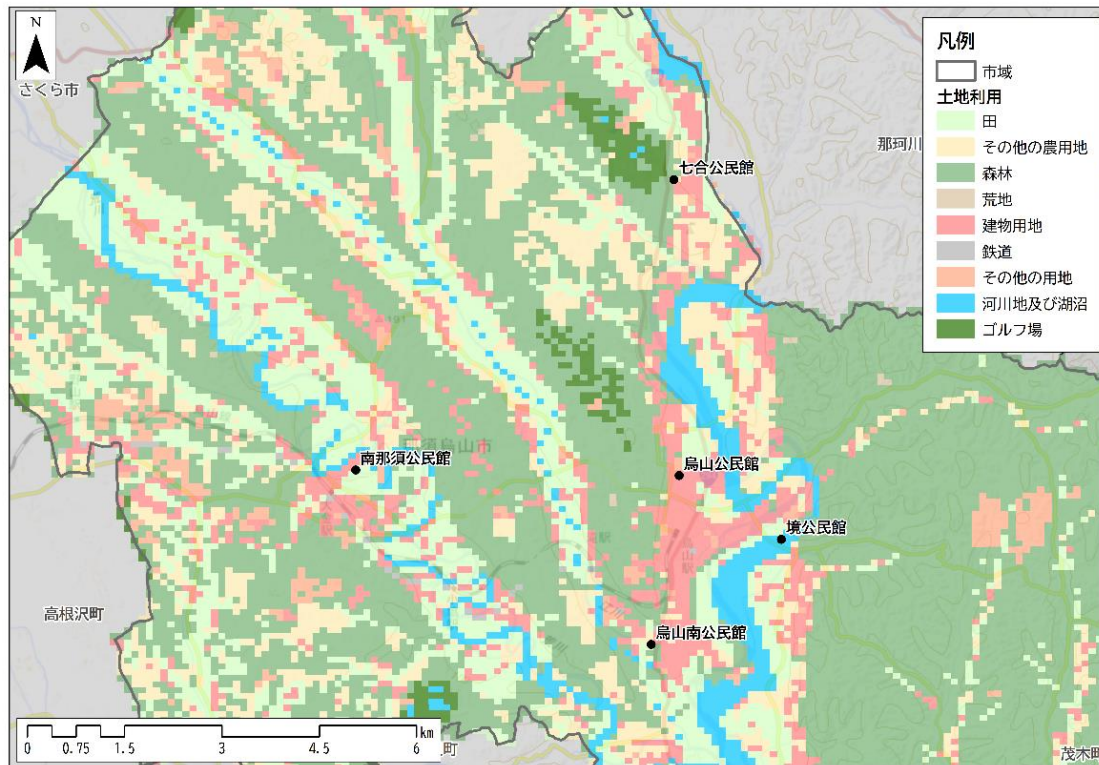 N
さくら市
那珂川
凡例
市域
土地利用
田
その他の農用地
森林
荒地
建物用地
鉄道
その他の用地
河川地及び湖沼
ゴルフ場
七合公民館
191
那須烏山市
南那須公民館
烏山公民館
境公民館
烏山駅
高根沢町
烏山南公民館
km
0 0.75 1.5 3 4.5 6
町
茂木町